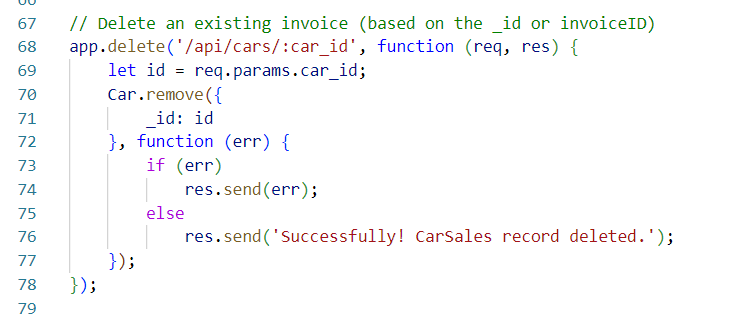 66
67 // Delete an existing invoice (based on the _id or invoiceID)
68 app.delete('/api/cars/:car_id', function (req, res) {
69     let id = req.params.car_id;
70     Car.remove({
71         _id: id
72     }, function (err) {
73         if (err)
74             res.send(err);
75         else
76             res.send('Successfully! CarSales record deleted.');
77     });
78 });
79